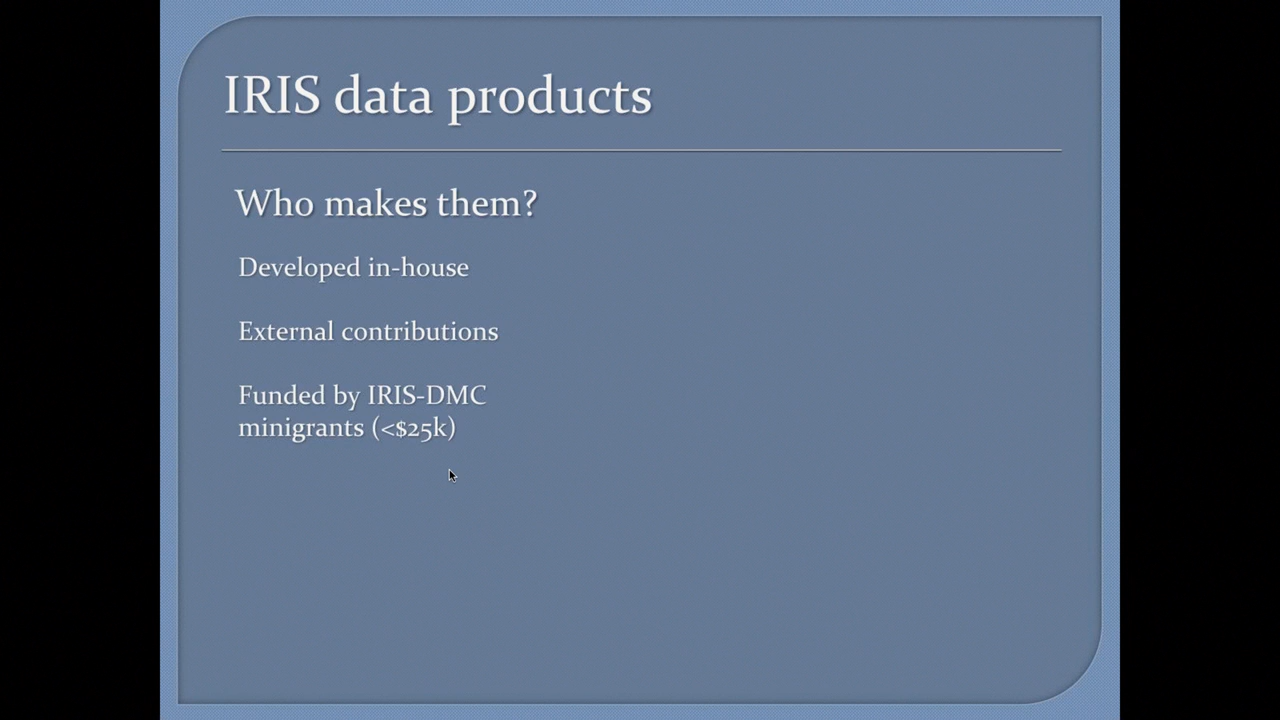 IRIS data products
Who makes them?
Developed in-house
External contributions
Funded by IRIS-DMC
minigrants (<$25k)